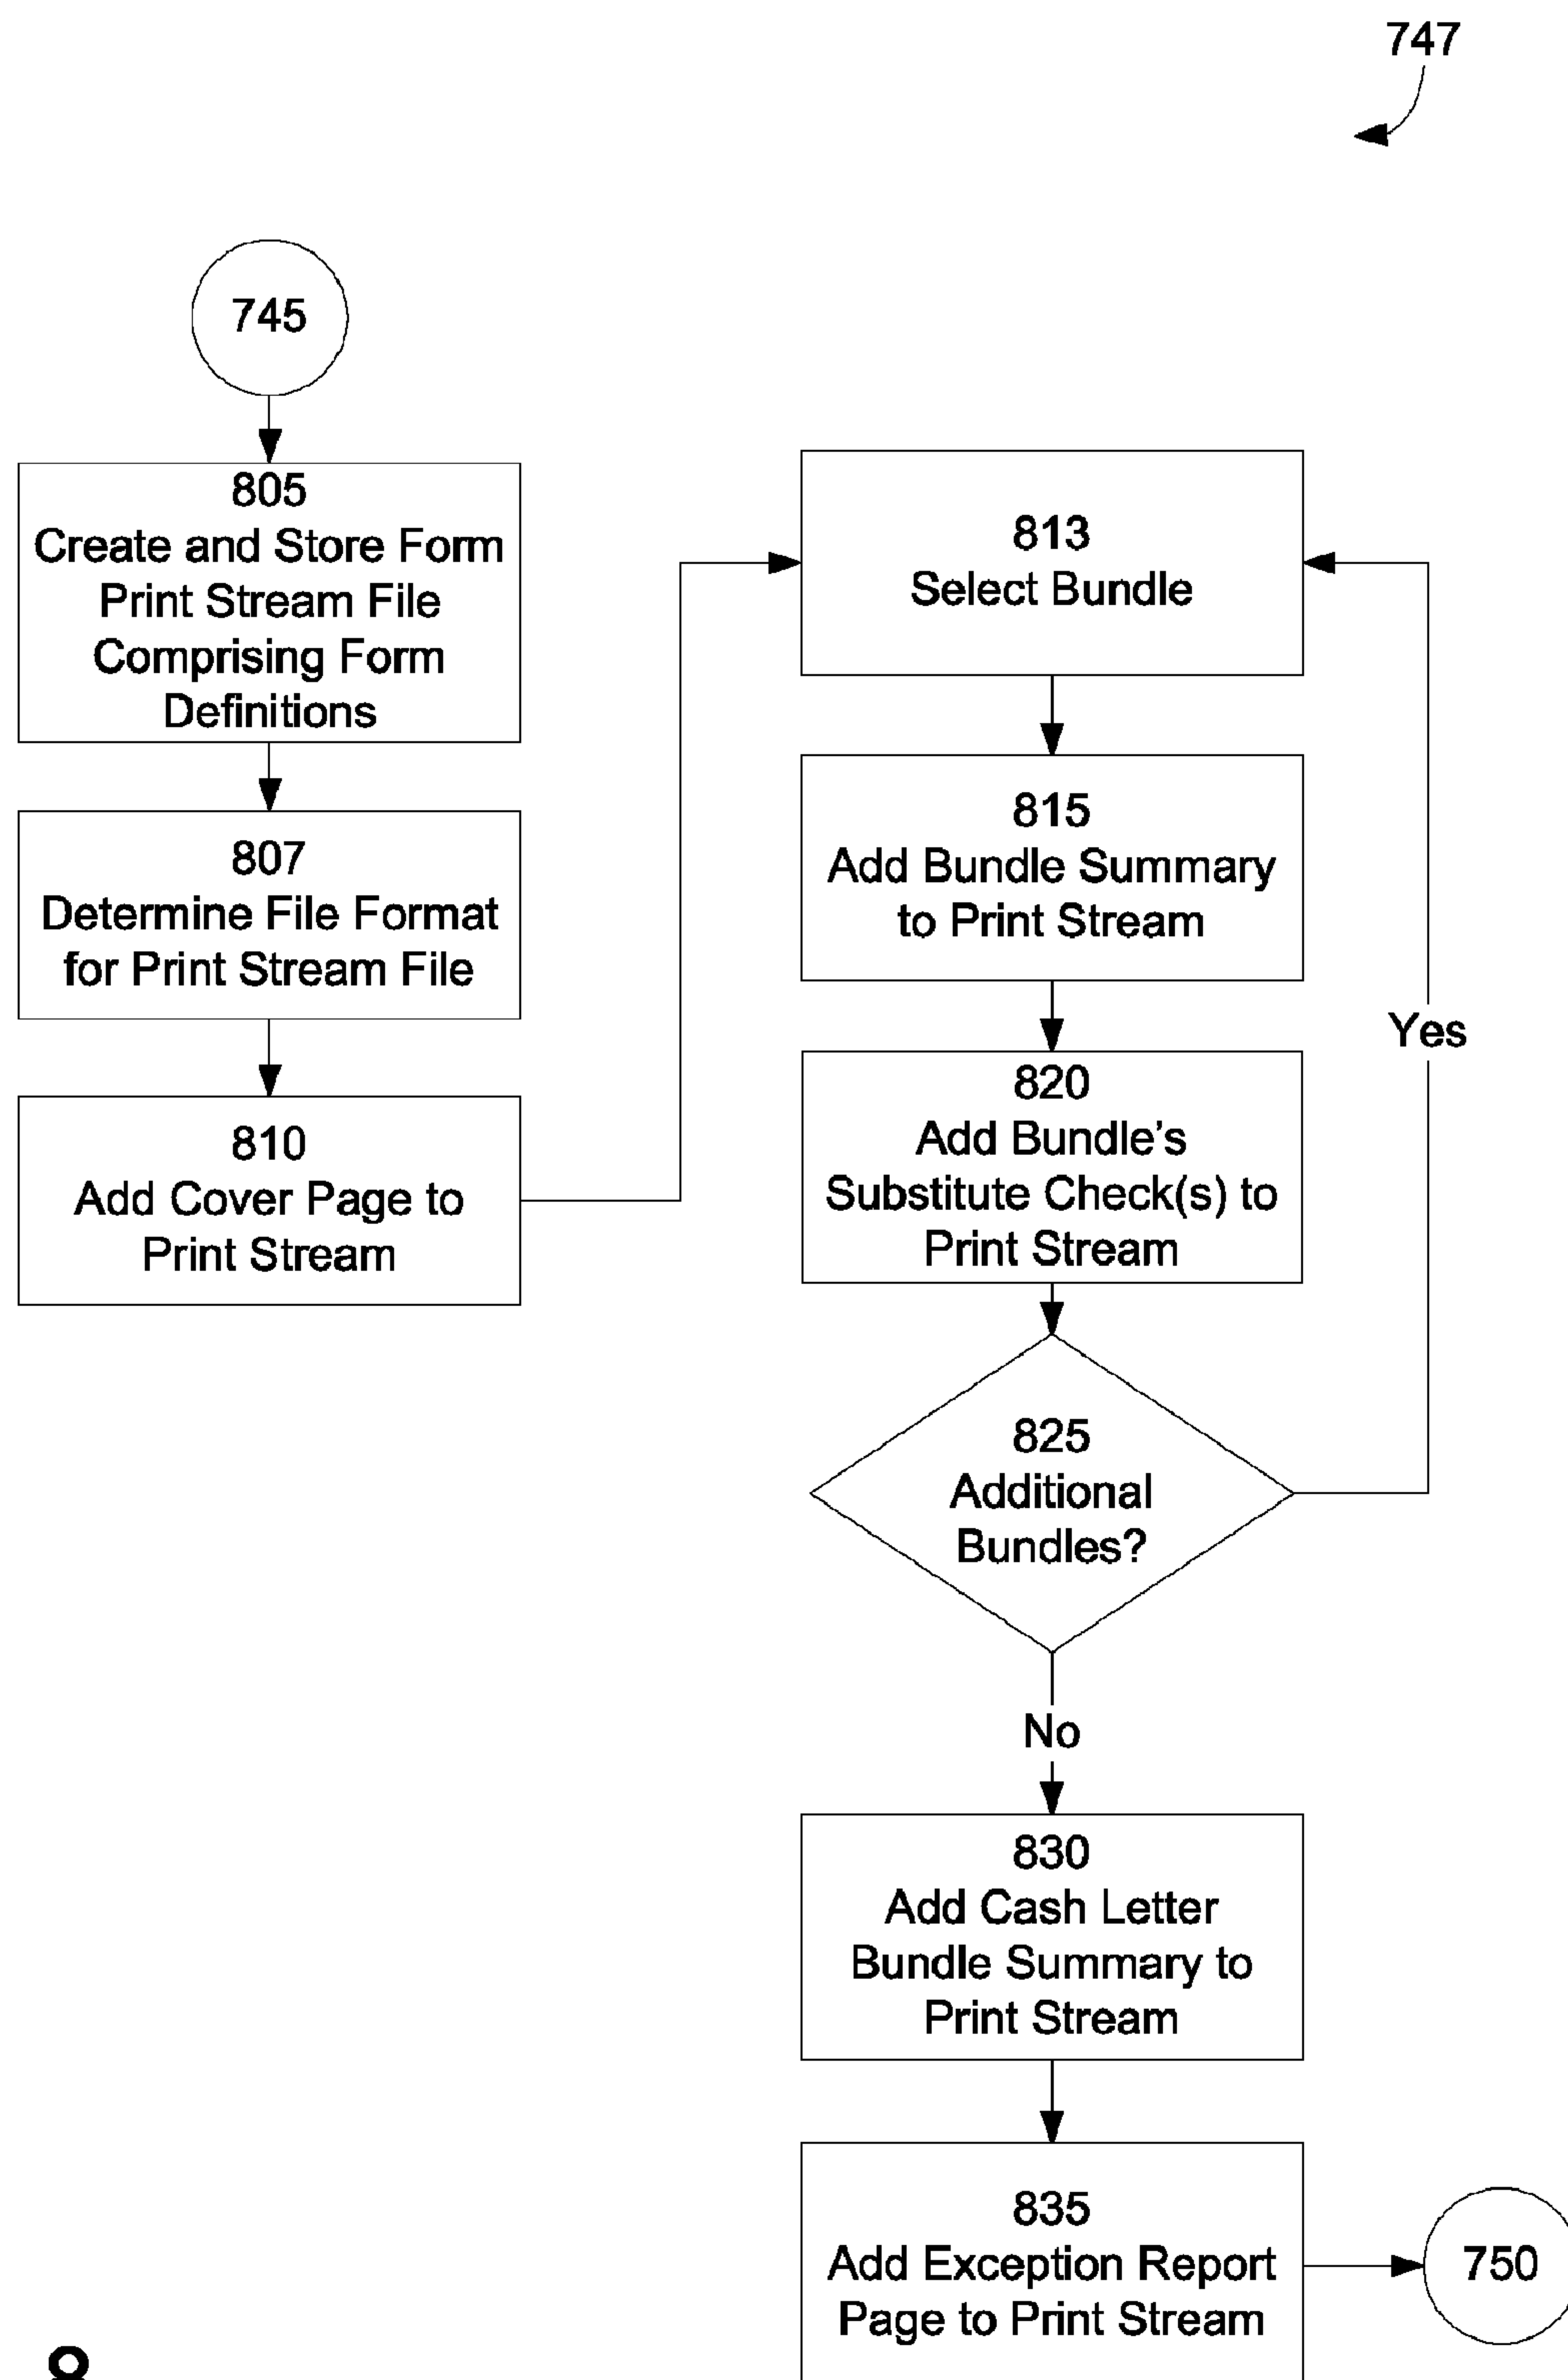 747
745
805
Create and Store Form
Print Stream File
Comprising Form
Definitions
807
Determine File Format
for Print Stream File
810
Add Cover Page to
Print Stream
813
Select Bundle
815
Add Bundle Summary
to Print Stream
820
Add Bundle's
Substitute Check(s) to
Print Stream
825
Additional
Bundles?
Yes
No
830
Add Cash Letter
Bundle Summary to
Print Stream
835
Add Exception Report
Page to Print Stream
750
8